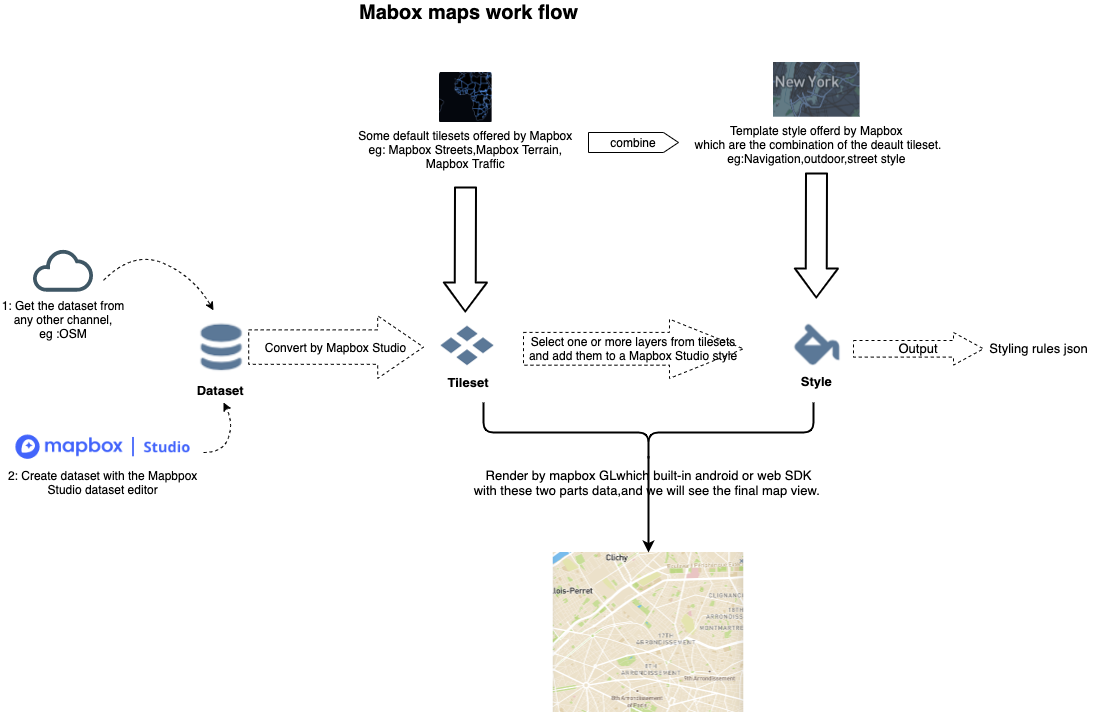 Mabox maps work flow
New York
Some default tilesets offered by Mapbox
eg: Mapbox Streets,Mapbox Terrain,
Mapbox Traffic
combine
Template style offerd by Mapbox
which are the combination of the deault tileset.
eg:Navigation,outdoor,street style
1: Get the dataset from
any other channel,
eg :OSM
Convert by Mapbox Studio
Select one or more layers from tilesets
and add them to a Mapbox Studio style
Output
Styling rules json
Dataset
Tileset
Style
mapbox | Studio
2: Create dataset with the Mapbpox
Studio dataset editor
Render by mapbox GLwhich built-in android or web SDK
with these two parts data,and we will see the final map view.
Clichy
lois-Perret
CLIGNANC
18TH
ARRONDISSE
MONTMARTRE
17TH
ARRONDISSEMENT
8TH
ARRONDISSEMENT
9th Arrondissement
8th Arrondissement
of Paris